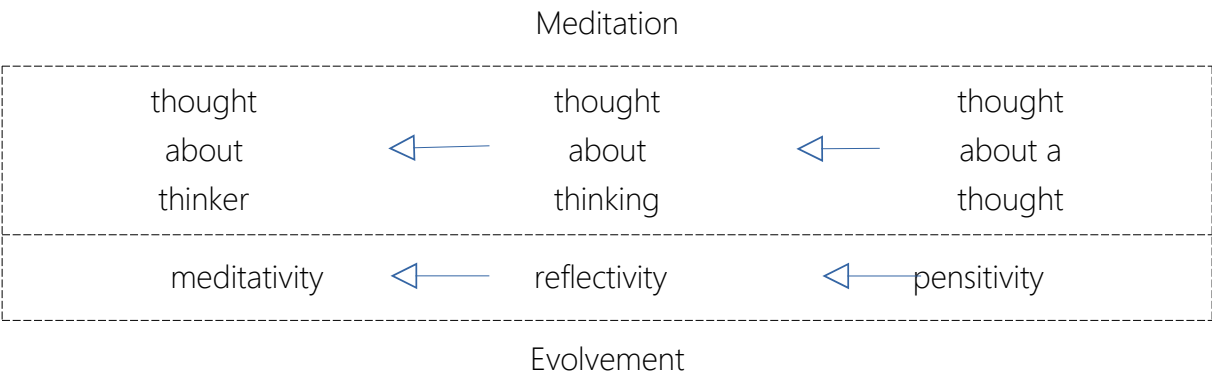 Meditation
thought thought thought
about about about a
thinker thinking thought
meditativity reflectivity pensitivity
Evolvement